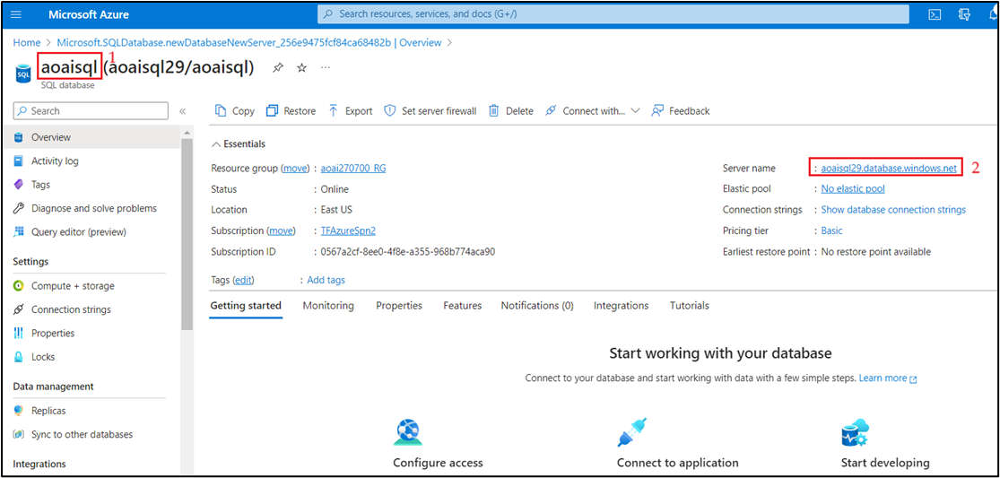 Microsoft Azure
Search resources, services, and docs (G+/)
Home > Microsoft.SQLDatabase.newDatabaseNewServer_256e9475fcf84ca68482b | Overview >
aoaisql (aoaisql29/aoaisql)
1
SQL
SQL database
Search
«
Copy
Restore
Export
Set server firewall
Delete
Connect with...
Feedback
Overview
Activity log
Tags
Diagnose and solve problems
Query editor (preview)
Settings
Compute + storage
Connection strings
Properties
Locks
Data management
Replicas
Sync to other databases
Integrations
Essentials
Resource group (move) : aoai270700_RG
Status : Online
Location : East US
Subscription (move) : TFAzureSpn2
Subscription ID : 0567a2cf-8ee0-4f8e-a355-968b774aca90
Server name : aoaisql29.database.windows.net
2
Elastic pool : No elastic pool
Connection strings : Show database connection strings
Pricing tier : Basic
Earliest restore point : No restore point available
Tags (edit) : Add tags
Getting started
Monitoring
Properties
Features
Notifications (0)
Integrations
Tutorials
Start working with your database
Connect to your database and start working with data with a few simple steps. Learn more
Configure access
Connect to application
Start developing